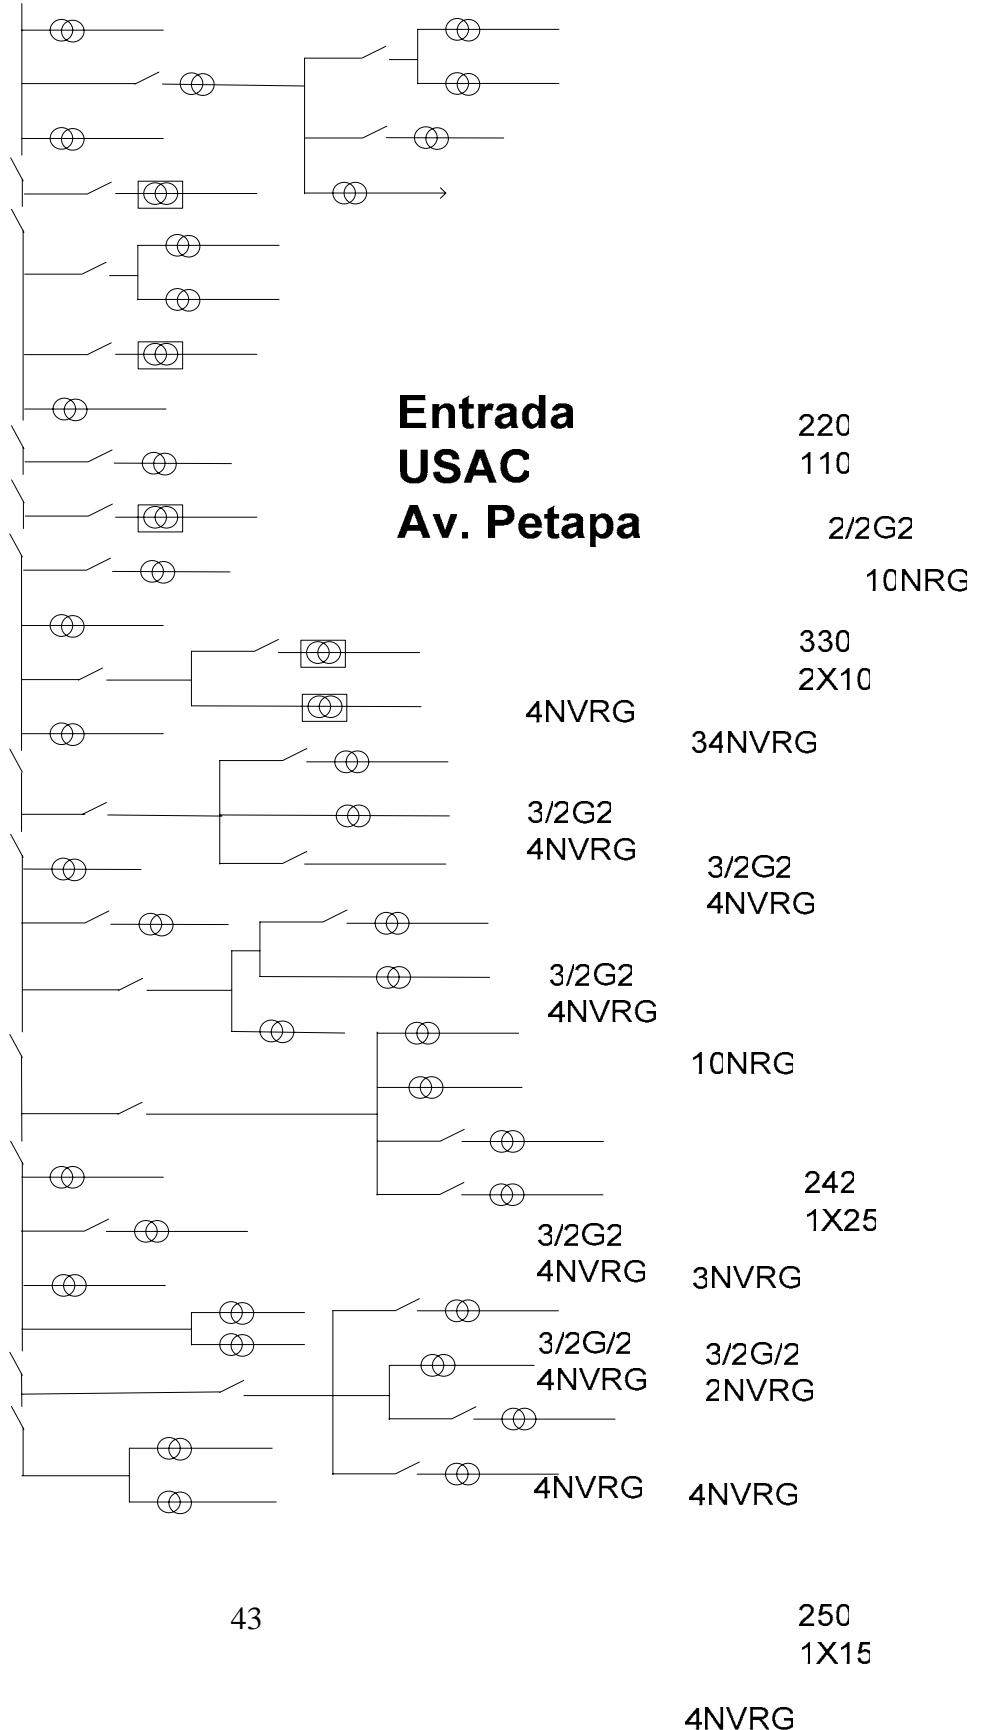 Entrada
USAC
Av. Petapa
220
110
2/2G2
10NRG
330
2X10
4NVRG
34NVRG
3/2G2
4NVRG
3/2G2
4NVRG
3/2G2
4NVRG
10NRG
242
1X25
3/2G2
4NVRG
3NVRG
3/2G/2
4NVRG
3/2G/2
2NVRG
4NVRG
4NVRG
43
250
1X15
4NVRG